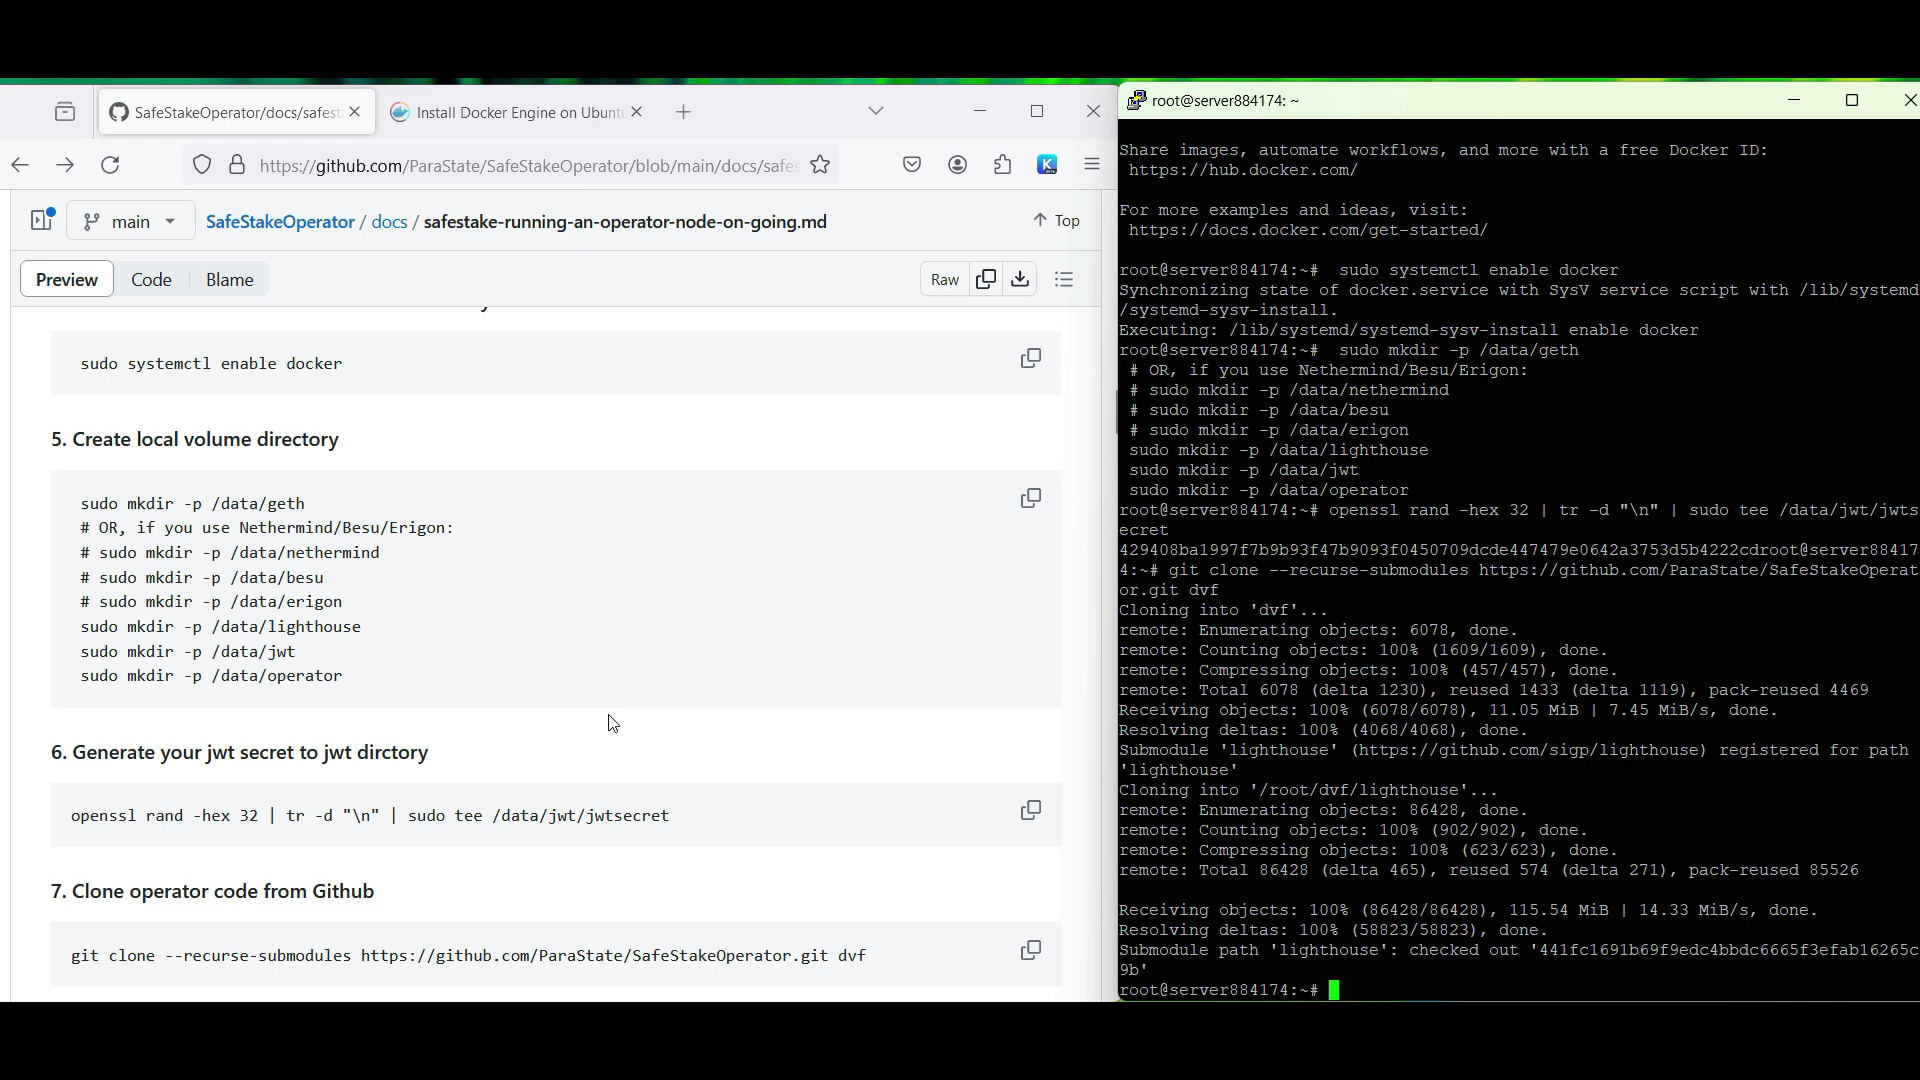 SafeStakeOperator/docs/safest
Install Docker Engine on Ubunt
https://github.com/ParaState/SafeStakeOperator/blob/main/docs/safes
main
SafeStakeOperator / docs / safestake-running-an-operator-node-on-going.md
Top
Preview
Code
Blame
Raw
sudo systemctl enable docker
5. Create local volume directory
sudo mkdir -p /data/geth
# OR, if you use Nethermind/Besu/Erigon:
# sudo mkdir -p /data/nethermind
# sudo mkdir -p /data/besu
# sudo mkdir -p /data/erigon
sudo mkdir -p /data/lighthouse
sudo mkdir -p /data/jwt
sudo mkdir -p /data/operator
6. Generate your jwt secret to jwt dirctory
openssl rand -hex 32 | tr -d "\n" | sudo tee /data/jwt/jwtsecret
7. Clone operator code from Github
git clone --recurse-submodules https://github.com/ParaState/SafeStakeOperator.git dvf
root@server884174: ~
Share images, automate workflows, and more with a free Docker ID:
https://hub.docker.com/
For more examples and ideas, visit:
https://docs.docker.com/get-started/
root@server884174:~#  sudo systemctl enable docker
Synchronizing state of docker.service with SysV service script with /lib/systemd
/systemd-sysv-install.
Executing: /lib/systemd/systemd-sysv-install enable docker
root@server884174:~#  sudo mkdir -p /data/geth
# OR, if you use Nethermind/Besu/Erigon:
# sudo mkdir -p /data/nethermind
# sudo mkdir -p /data/besu
# sudo mkdir -p /data/erigon
sudo mkdir -p /data/lighthouse
sudo mkdir -p /data/jwt
sudo mkdir -p /data/operator
root@server884174:~# openssl rand -hex 32 | tr -d "\n" | sudo tee /data/jwt/jwts
ecret
429408ba1997f7b9b93f47b9093f0450709dcde447479e0642a3753d5b4222cdroot@server88417
4:~# git clone --recurse-submodules https://github.com/ParaState/SafeStakeOperat
or.git dvf
Cloning into 'dvf'...
remote: Enumerating objects: 6078, done.
remote: Counting objects: 100% (1609/1609), done.
remote: Compressing objects: 100% (457/457), done.
remote: Total 6078 (delta 1230), reused 1433 (delta 1119), pack-reused 4469
Receiving objects: 100% (6078/6078), 11.05 MiB | 7.45 MiB/s, done.
Resolving deltas: 100% (4068/4068), done.
Submodule 'lighthouse' (https://github.com/sigp/lighthouse) registered for path
'lighthouse'
Cloning into '/root/dvf/lighthouse'...
remote: Enumerating objects: 86428, done.
remote: Counting objects: 100% (902/902), done.
remote: Compressing objects: 100% (623/623), done.
remote: Total 86428 (delta 465), reused 574 (delta 271), pack-reused 85526
Receiving objects: 100% (86428/86428), 115.54 MiB | 14.33 MiB/s, done.
Resolving deltas: 100% (58823/58823), done.
Submodule path 'lighthouse': checked out '441fc1691b69f9edc4bbdc6665f3efab16265c
9b'
root@server884174:~#